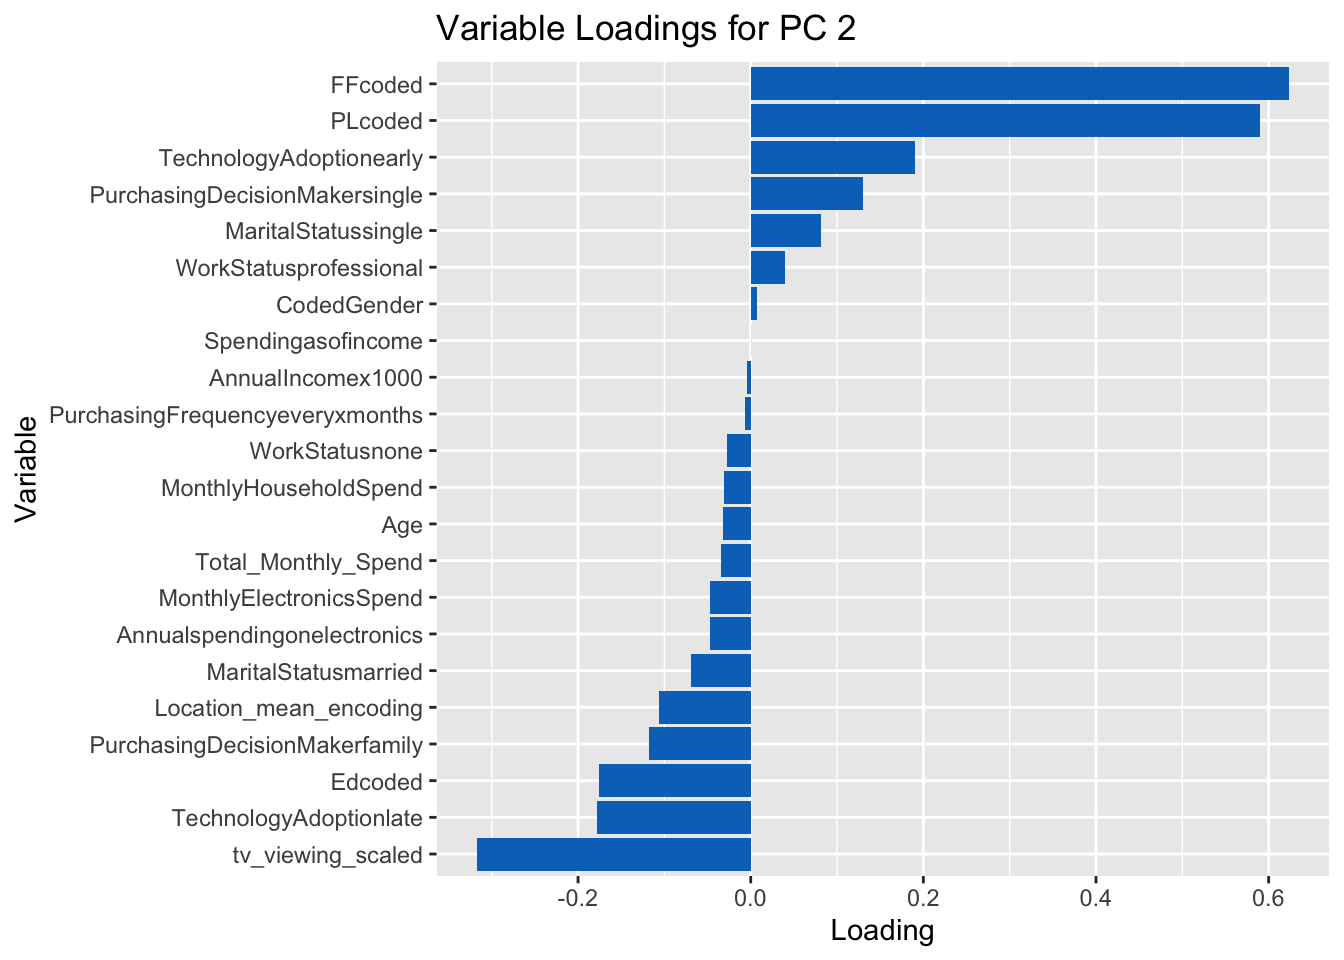 Variable Loadings for PC 2
FFcoded
PLcoded
TechnologyAdoptionearly
PurchasingDecisionMakersingle
MaritalStatussingle
WorkStatusprofessional
CodedGender
Spendingasofincome
AnnualIncomex1000
PurchasingFrequencyeveryxmonths
WorkStatusnone
MonthlyHouseholdSpend
Age
Total_Monthly_Spend
MonthlyElectronicsSpend
Annualspendingonelectronics
MaritalStatusmarried
Location_mean_encoding
PurchasingDecisionMakerfamily
Edcoded
TechnologyAdoptionlate
tv_viewing_scaled
Variable
-0.2 0.0 0.2 0.4 0.6
Loading